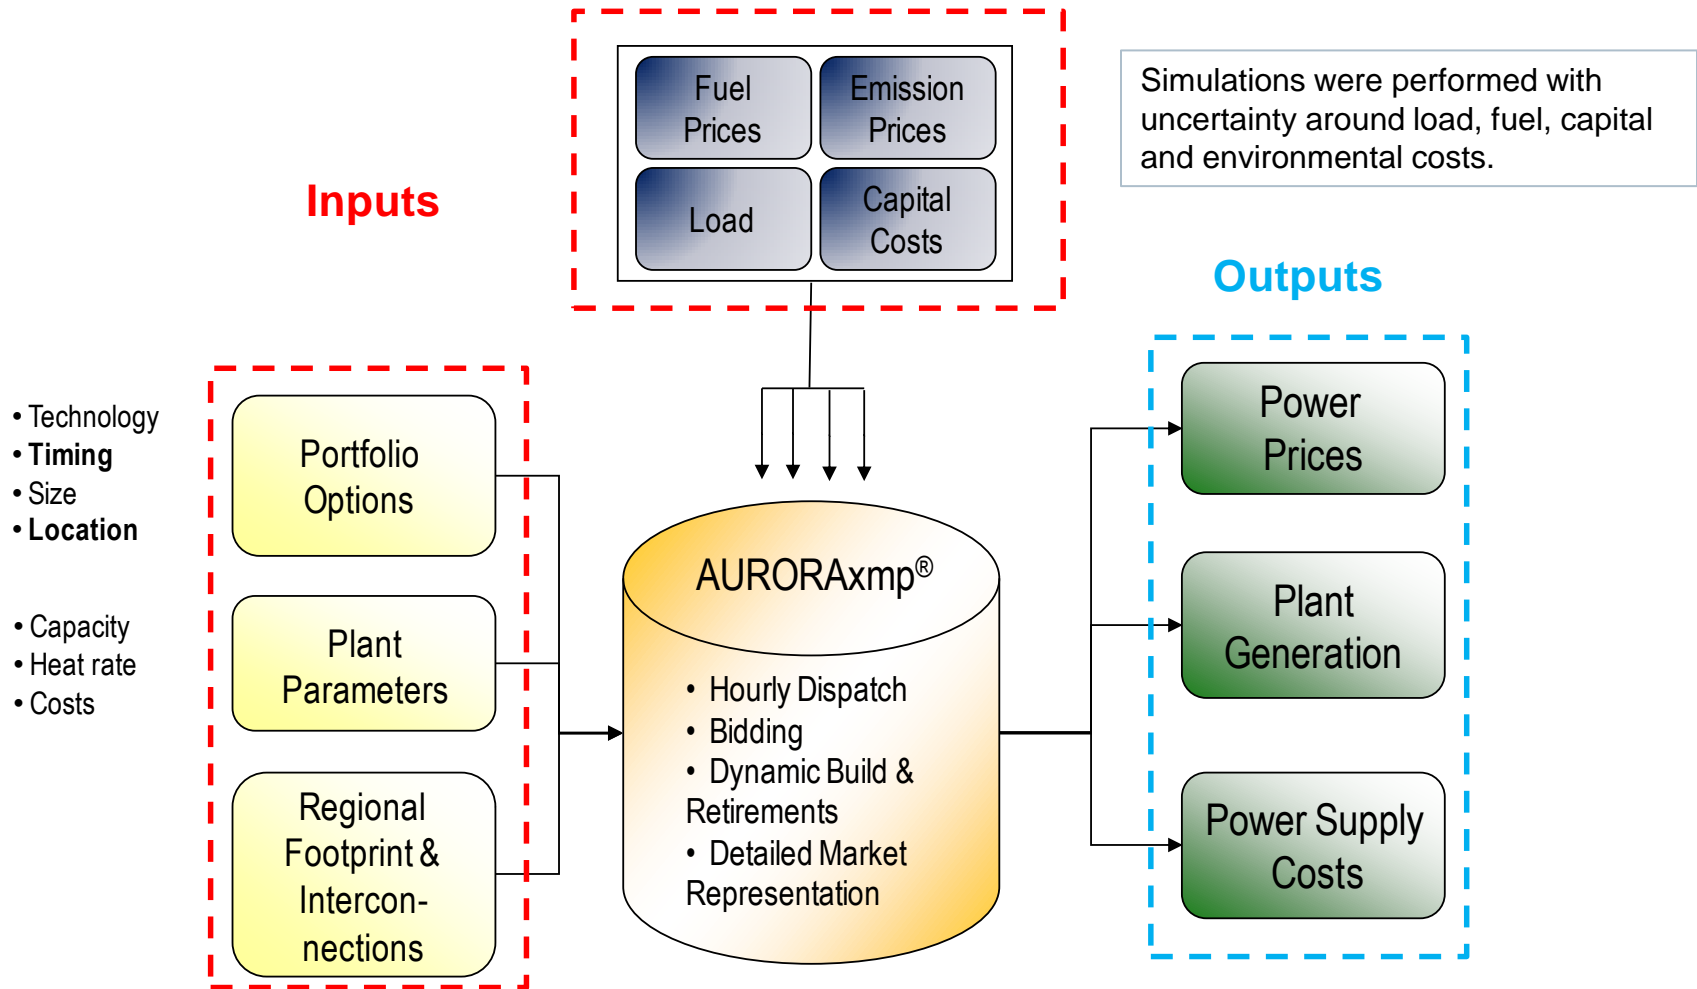 Fuel
Prices
Emission
Prices
Load
Capital
Costs
Simulations were performed with
uncertainty around load, fuel, capital
and environmental costs.
Inputs
Outputs
• Technology
• Timing
• Size
• Location
• Capacity
• Heat rate
• Costs
Portfolio
Options
Plant
Parameters
Regional
Footprint &
Intercon-
nections
AURORAxmp®
• Hourly Dispatch
• Bidding
• Dynamic Build &
Retirements
• Detailed Market
Representation
Power
Prices
Plant
Generation
Power Supply
Costs